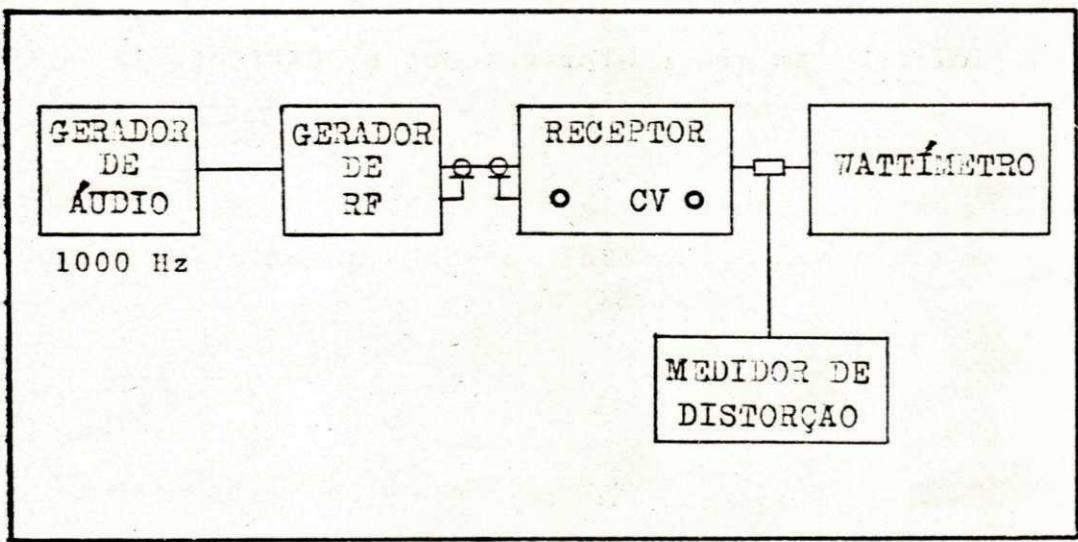 GERADOR
DE
ÁUDIO
1000 Hz
GERADOR
DE
RF
RECEPTOR
CV
WATTÍMETRO
MEDIDOR DE
DISTORÇAO